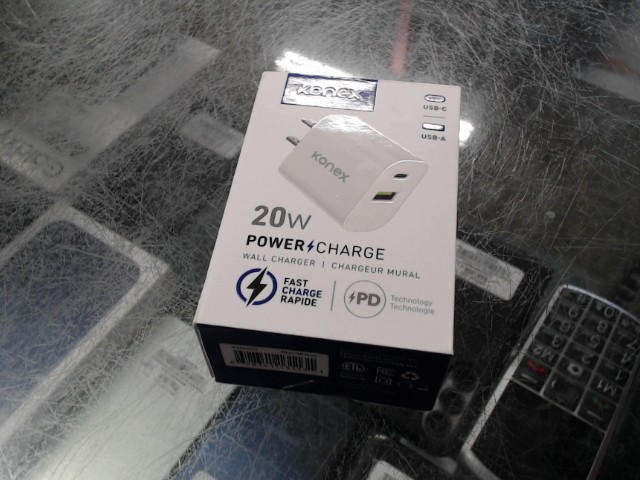 Konex
USB-C
USB-A
Konex
20W
POWER CHARGE
WALL CHARGER | CHARGEUR MURAL
FAST
CHARGE
RAPIDE
PD
Technology
Technologie